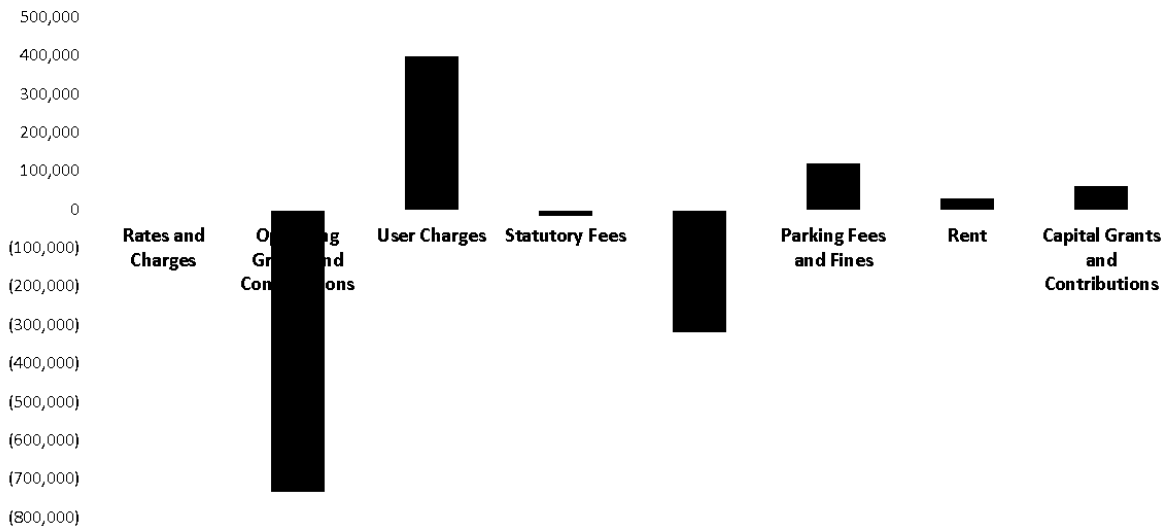 500,000
400,000
300,000
200,000
100,000
0
(100,000)
(200,000)
(300,000)
(400,000)
(500,000)
(600,000)
(700,000)
(800,000)
Rates and
Charges
User Charges
Statutory Fees
Parking Fees
and Fines
Rent
Capital Grants
and
Contributions